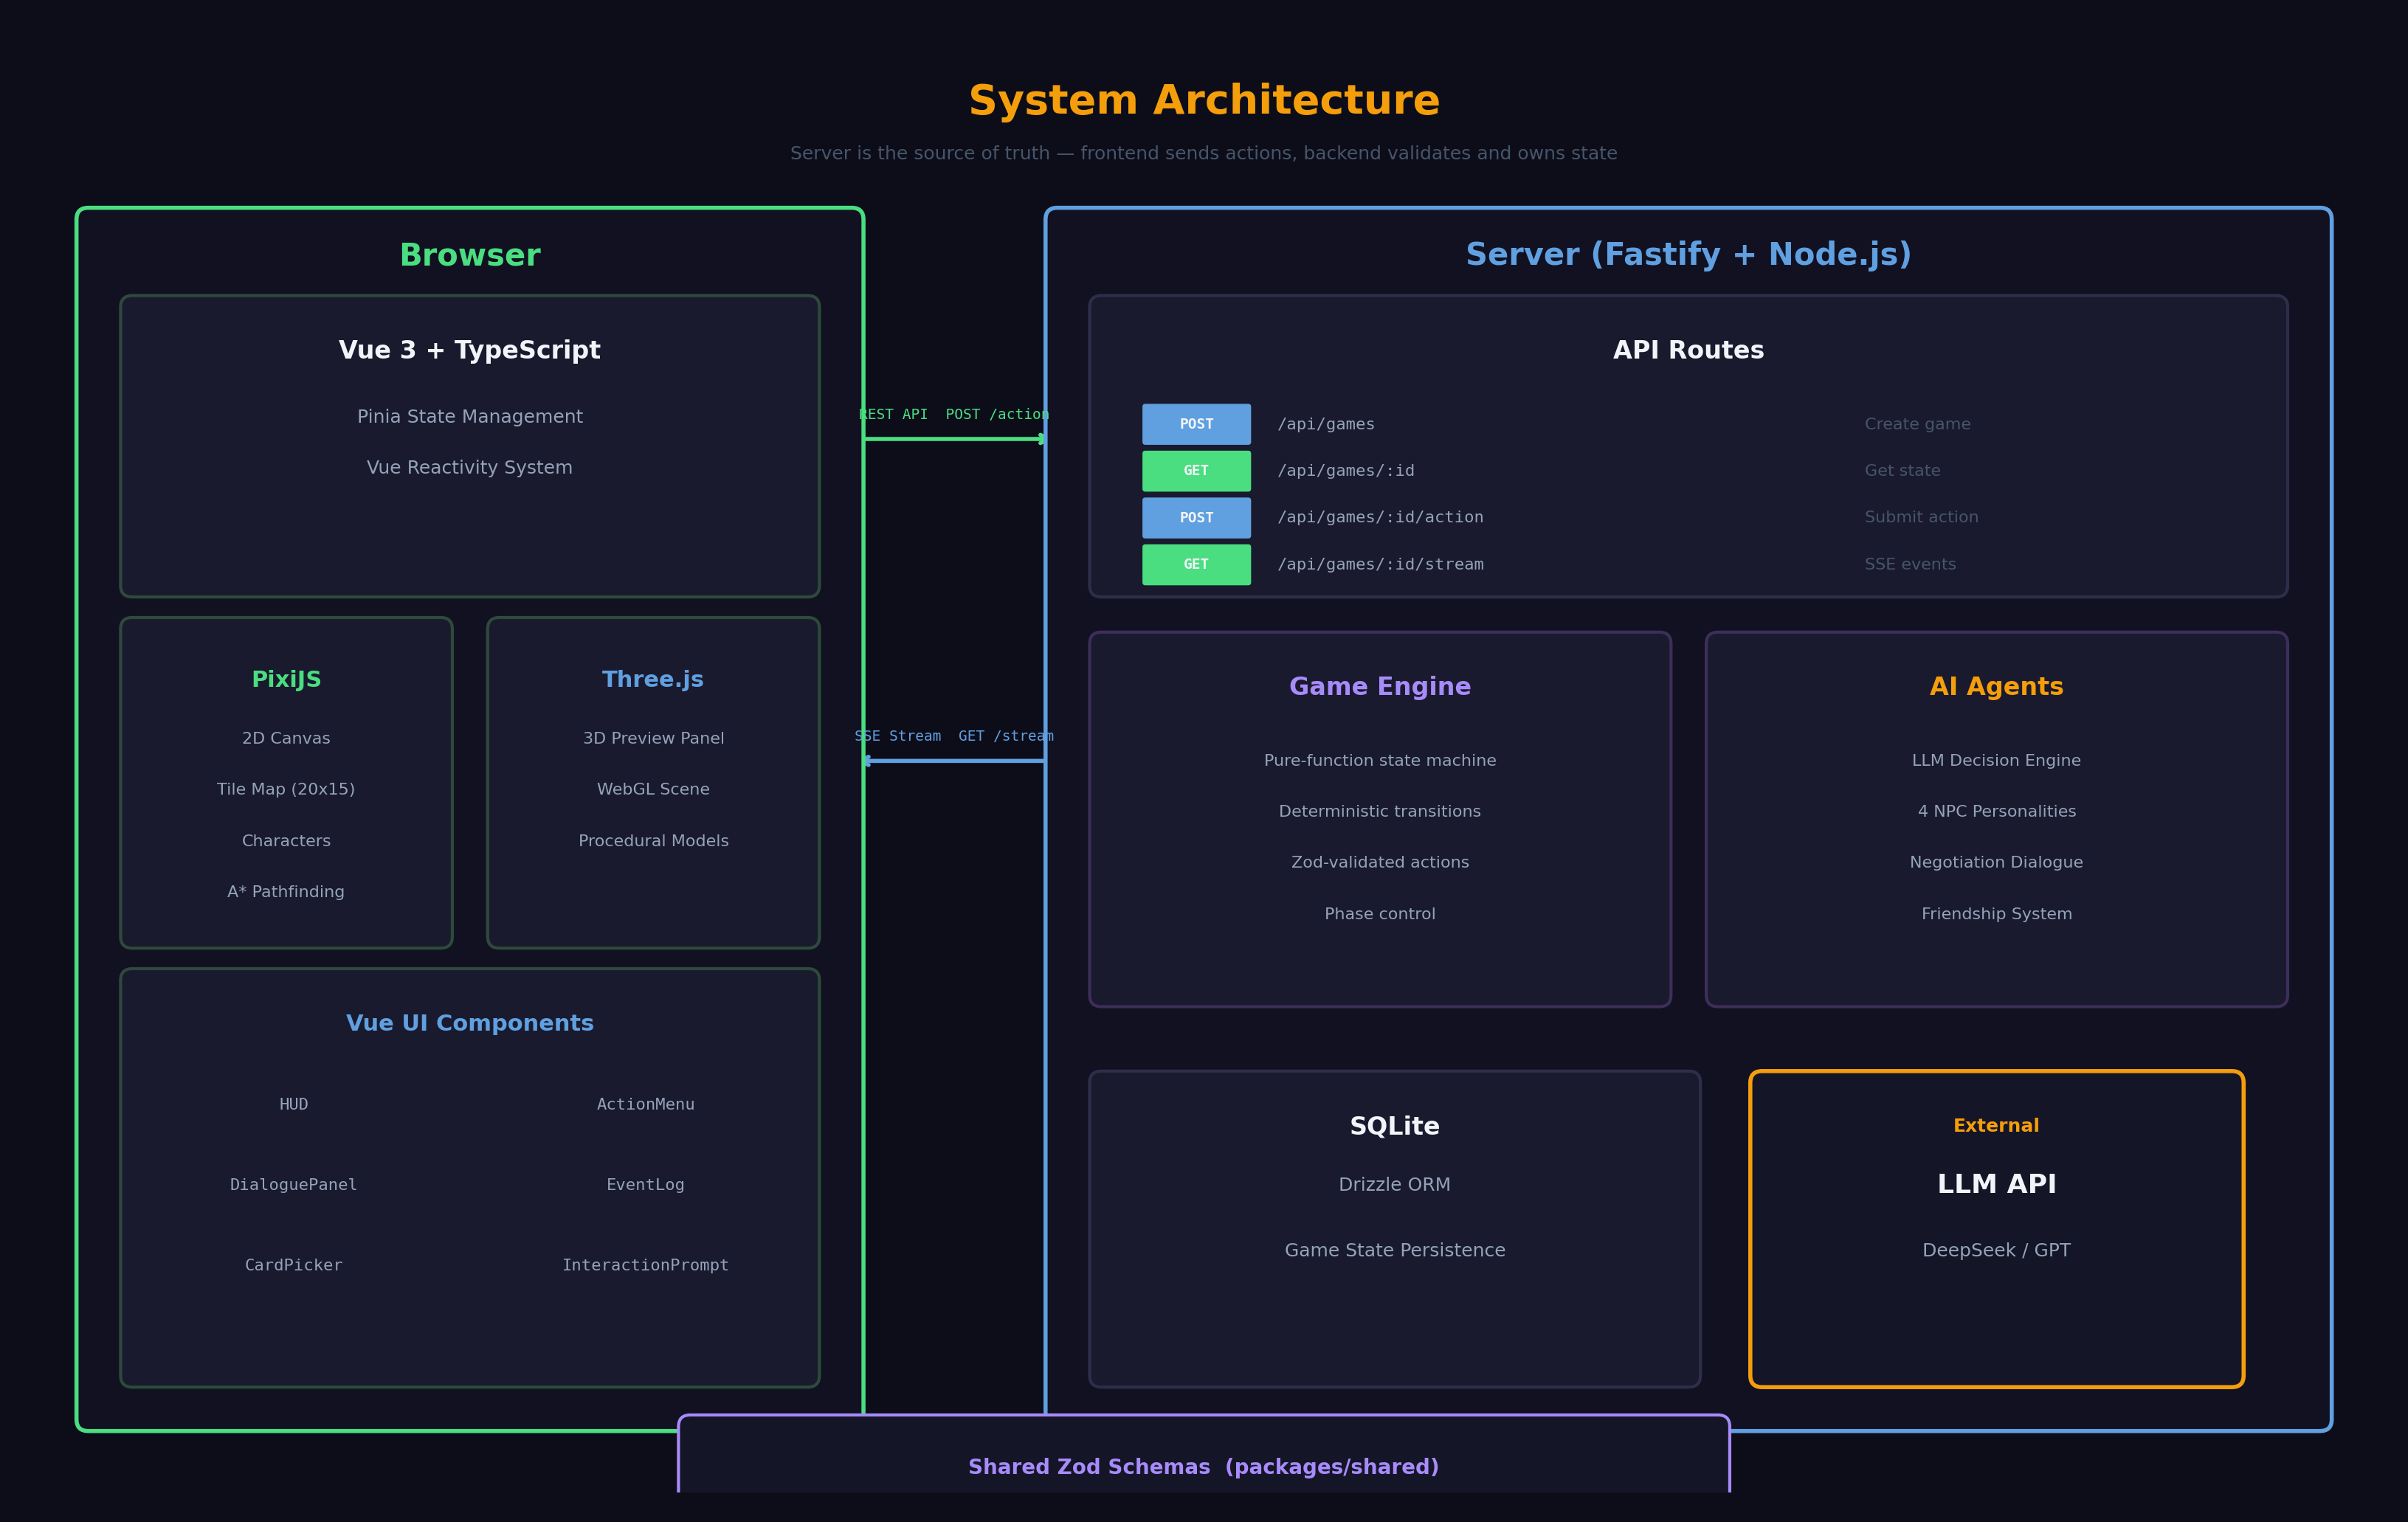 System Architecture
Server is the source of truth — frontend sends actions, backend validates and owns state
Browser
Vue 3 + TypeScript
Pinia State Management
Vue Reactivity System
PixiJS
2D Canvas
Tile Map (20x15)
Characters
A* Pathfinding
Three.js
3D Preview Panel
WebGL Scene
Procedural Models
Vue UI Components
HUD
ActionMenu
DialoguePanel
EventLog
CardPicker
InteractionPrompt
REST API  POST /action
SSE Stream  GET /stream
Server (Fastify + Node.js)
API Routes
POST /api/games Create game
GET /api/games/:id Get state
POST /api/games/:id/action Submit action
GET /api/games/:id/stream SSE events
Game Engine
Pure-function state machine
Deterministic transitions
Zod-validated actions
Phase control
AI Agents
LLM Decision Engine
4 NPC Personalities
Negotiation Dialogue
Friendship System
SQLite
Drizzle ORM
Game State Persistence
External
LLM API
DeepSeek / GPT
Shared Zod Schemas  (packages/shared)